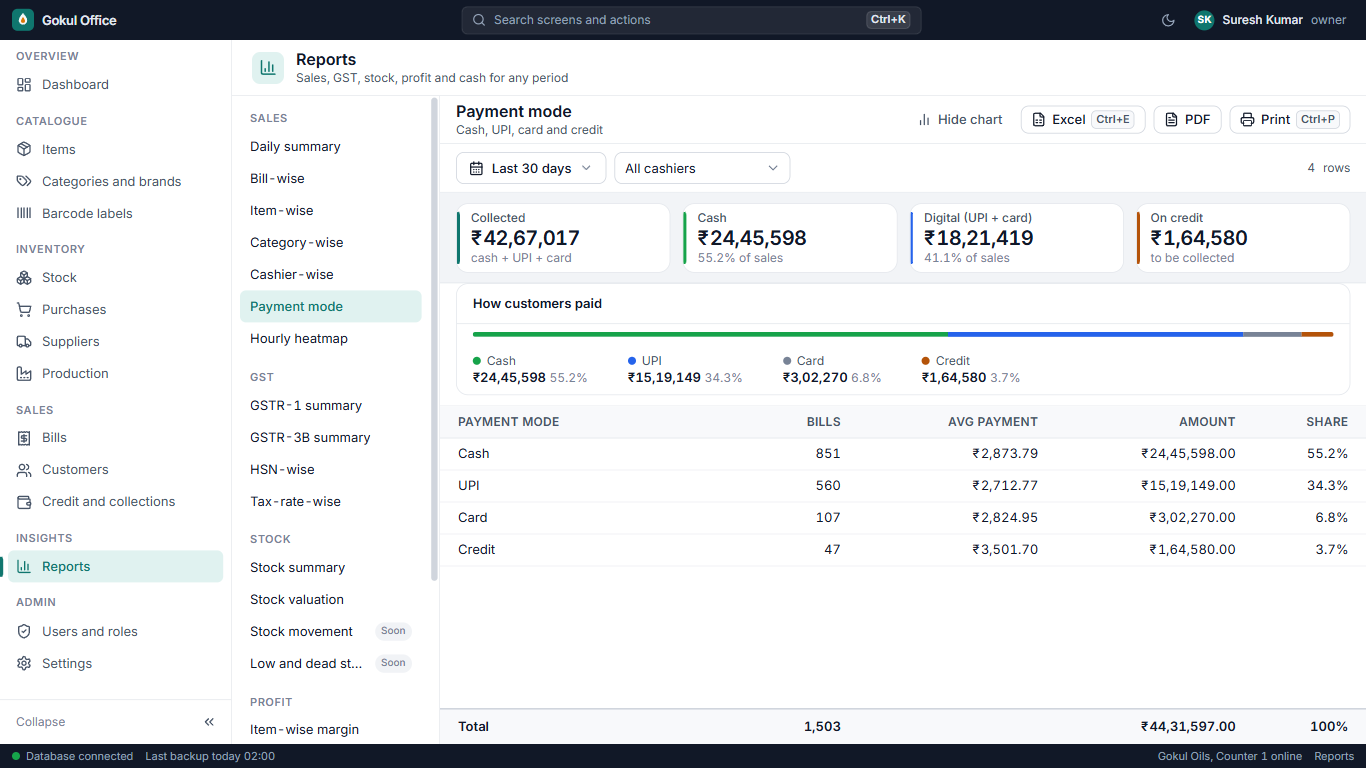 Gokul Office
Search screens and actions Ctrl+K
SK Suresh Kumar owner
OVERVIEW
Dashboard
CATALOGUE
Items
Categories and brands
Barcode labels
INVENTORY
Stock
Purchases
Suppliers
Production
SALES
Bills
Customers
Credit and collections
INSIGHTS
Reports
ADMIN
Users and roles
Settings
Collapse
Reports
Sales, GST, stock, profit and cash for any period
SALES
Daily summary
Bill-wise
Item-wise
Category-wise
Cashier-wise
Payment mode
Hourly heatmap
GST
GSTR-1 summary
GSTR-3B summary
HSN-wise
Tax-rate-wise
STOCK
Stock summary
Stock valuation
Stock movement Soon
Low and dead st... Soon
PROFIT
Item-wise margin
Payment mode
Cash, UPI, card and credit
Hide chart Excel Ctrl+E PDF Print Ctrl+P
Last 30 days All cashiers 4 rows
Collected
₹42,67,017
cash + UPI + card
Cash
₹24,45,598
55.2% of sales
Digital (UPI + card)
₹18,21,419
41.1% of sales
On credit
₹1,64,580
to be collected
How customers paid
Cash UPI Card Credit
₹24,45,598 55.2% ₹15,19,149 34.3% ₹3,02,270 6.8% ₹1,64,580 3.7%
PAYMENT MODE BILLS AVG PAYMENT AMOUNT SHARE
Cash 851 ₹2,873.79 ₹24,45,598.00 55.2%
UPI 560 ₹2,712.77 ₹15,19,149.00 34.3%
Card 107 ₹2,824.95 ₹3,02,270.00 6.8%
Credit 47 ₹3,501.70 ₹1,64,580.00 3.7%
Total 1,503 ₹44,31,597.00 100%
Database connected Last backup today 02:00
Gokul Oils, Counter 1 online Reports